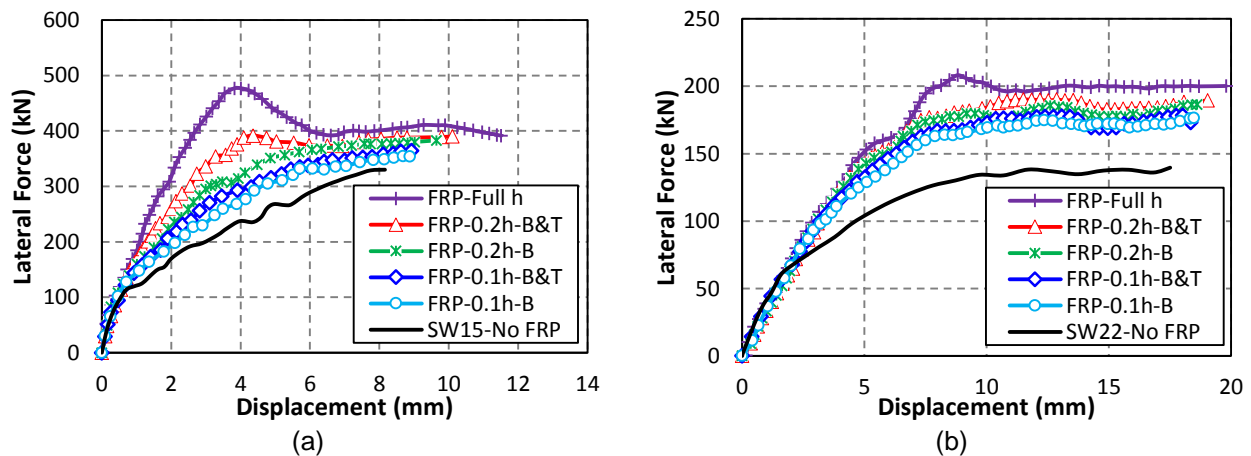 600
500
400
300
200
100
0
Lateral Force (kN)
0 2 4 6 8 10 12 14
Displacement (mm)
FRP-Full h
FRP-0.2h-B&T
FRP-0.2h-B
FRP-0.1h-B&T
FRP-0.1h-B
SW15-No FRP
(a)
250
200
150
100
50
0
Lateral Force (kN)
0 5 10 15 20
Displacement (mm)
FRP-Full h
FRP-0.2h-B&T
FRP-0.2h-B
FRP-0.1h-B&T
FRP-0.1h-B
SW22-No FRP
(b)